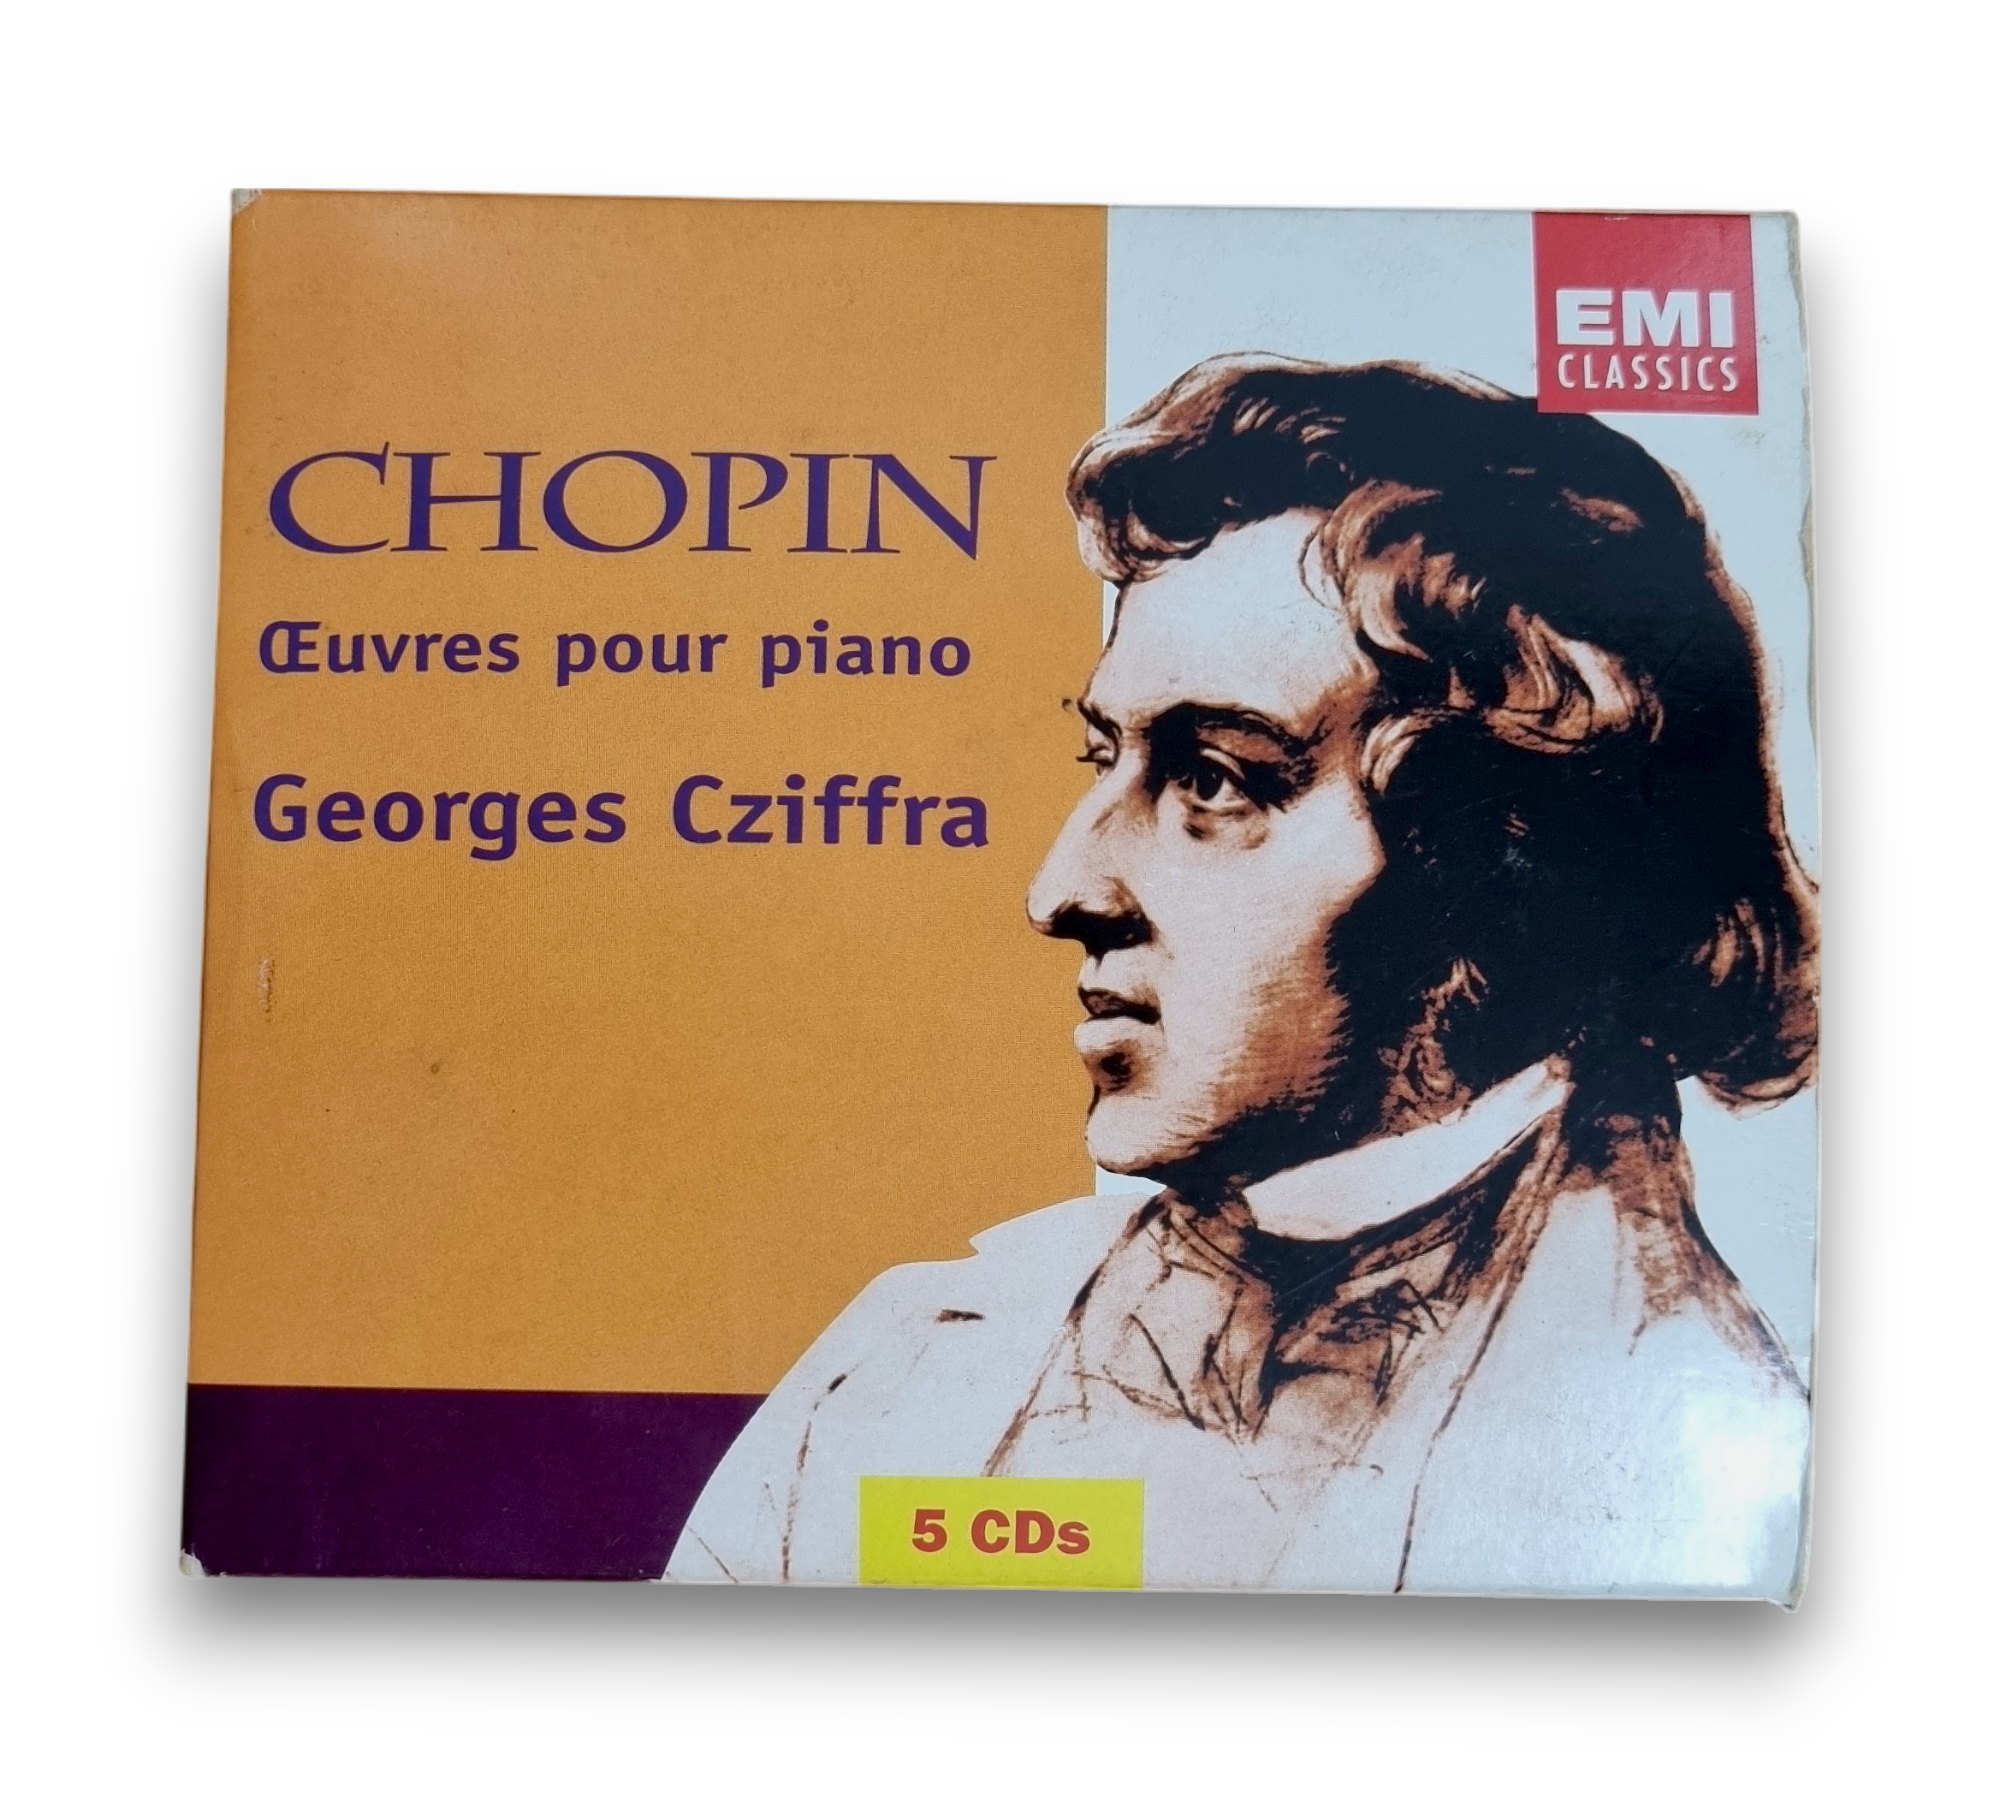 EMI
CLASSICS
CHOPIN
Œuvres pour piano
Georges Cziffra
5 CDs